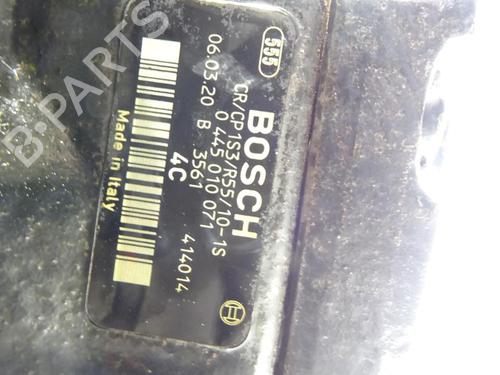 555
BOSCH
CR/CP1S3/R55/10-1S
0 445 010 071
06.03.20 B 3561 414014
4C
Made in Italy
B-PARTS